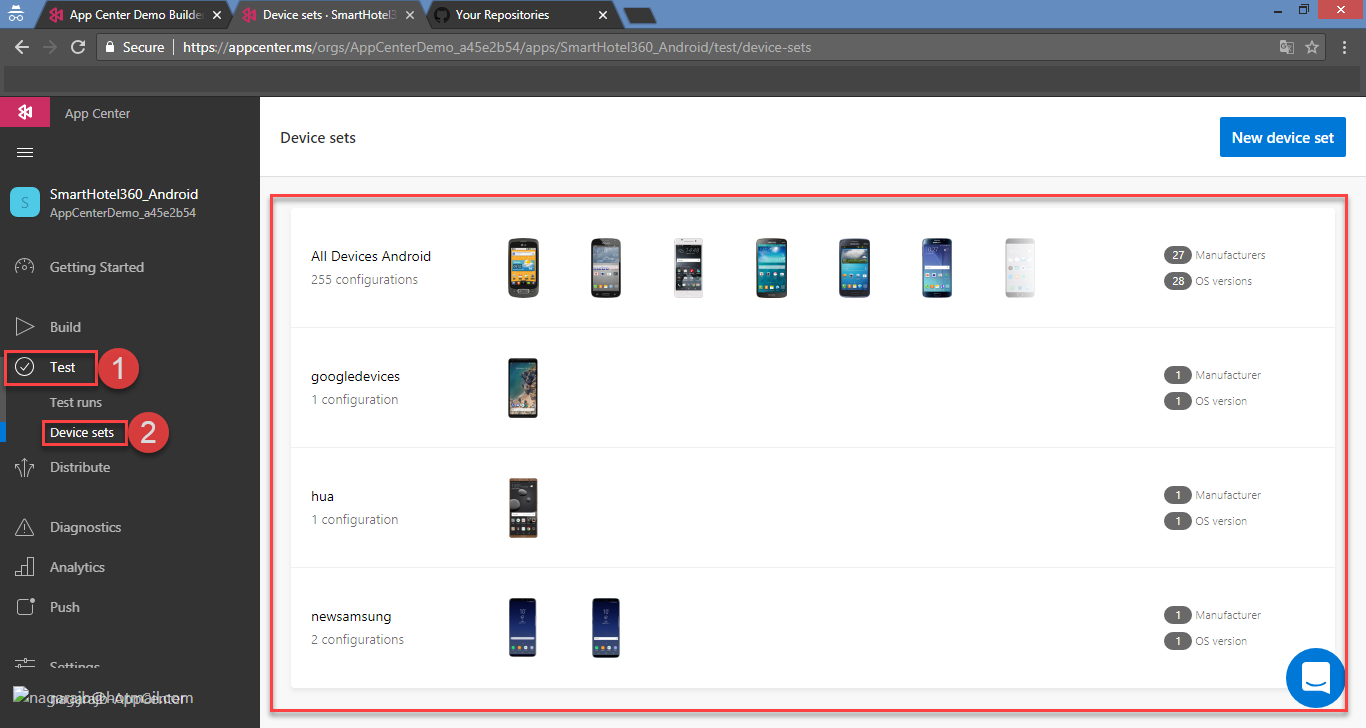 App Center Demo Builde
Device sets · SmartHotel3
Your Repositories
Secure
https://appcenter.ms/orgs/AppCenterDemo_a45e2b54/apps/SmartHotel360_Android/test/device-sets
App Center
S
SmartHotel360_Android
AppCenterDemo_a45e2b54
Getting Started
Build
Test
1
Test runs
Device sets
2
Distribute
Diagnostics
Analytics
Push
Settings
Device sets
New device set
All Devices Android
255 configurations
27 Manufacturers
28 OS versions
googledevices
1 configuration
1 Manufacturer
1 OS version
hua
1 configuration
1 Manufacturer
1 OS version
newsamsung
2 configurations
1 Manufacturer
1 OS version